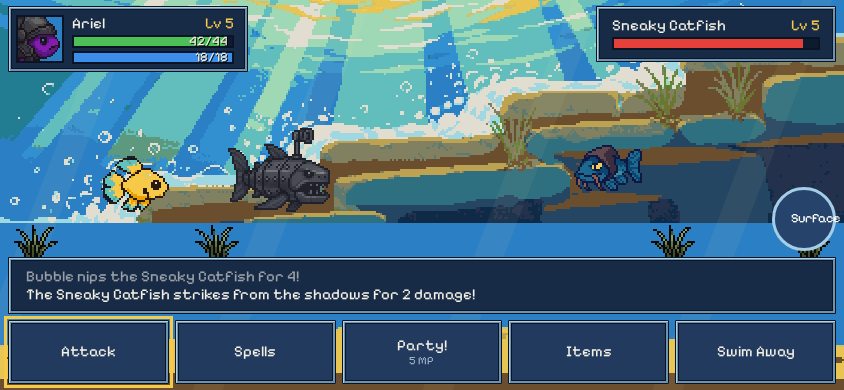 Ariel Lv 5
42/44
18/18
Sneaky Catfish Lv 5
Surface
Bubble nips the Sneaky Catfish for 4!
The Sneaky Catfish strikes from the shadows for 2 damage!
Attack
Spells
Party!
5 MP
Items
Swim Away